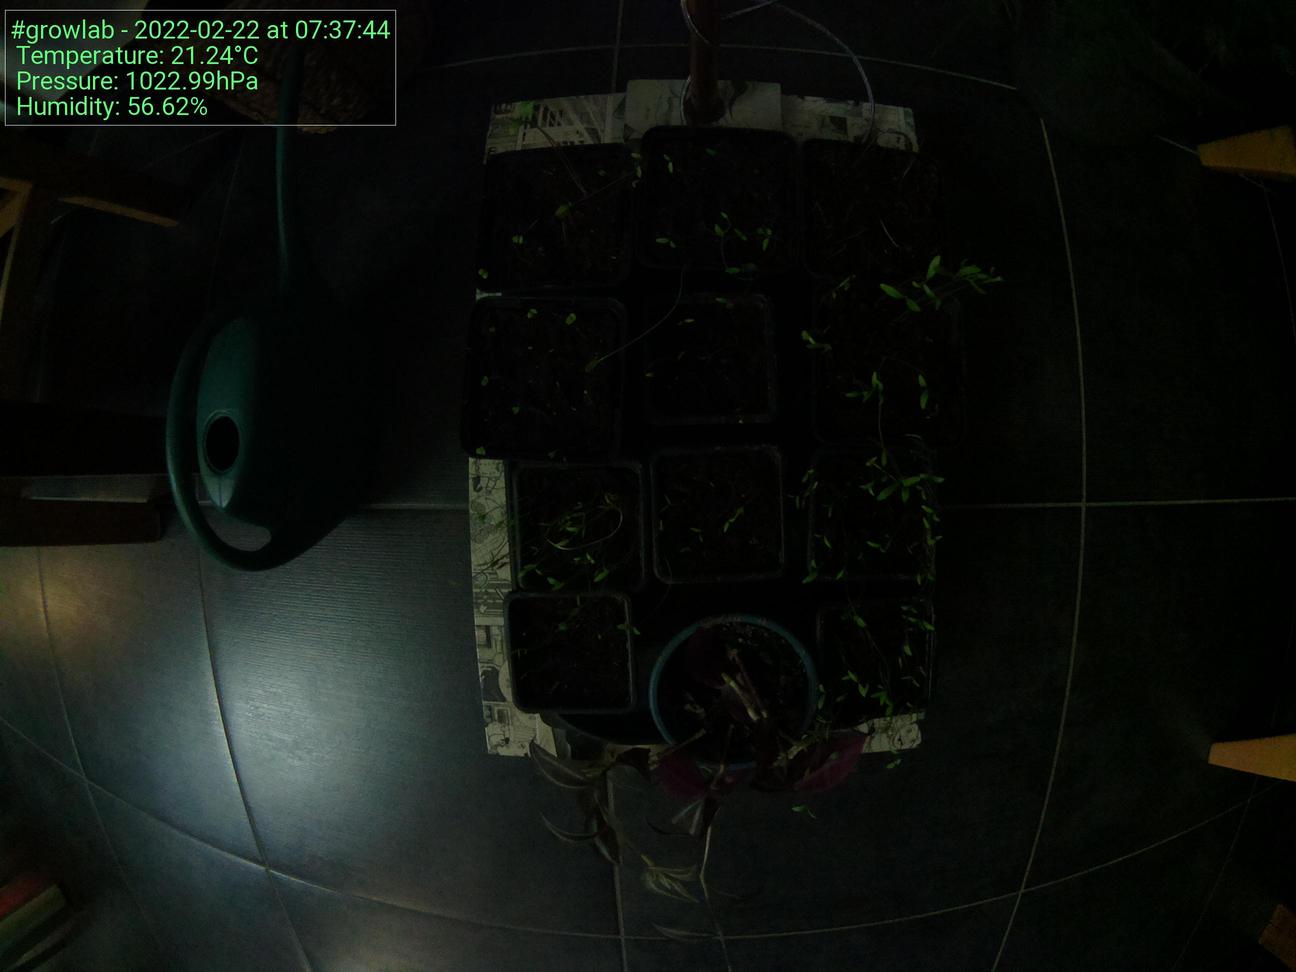 #growlab - 2022-02-22 at 07:37:44
Temperature: 21.24°C
Pressure: 1022.99hPa
Humidity: 56.62%